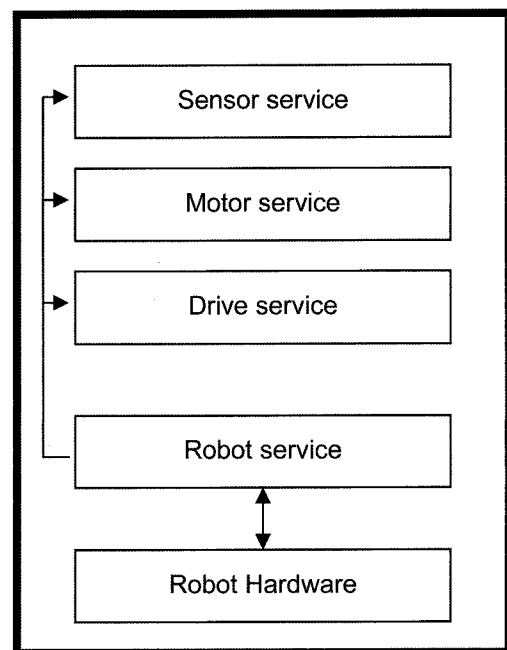 Sensor service
Motor service
Drive service
Robot service
Robot Hardware